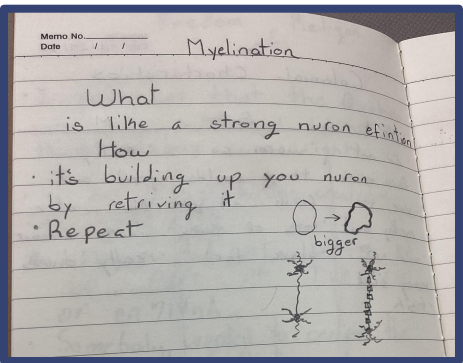 Memo No.
Date / /
Myelination
What
is like a strong nuron efintion
How
· it's building up you nuron
by retriving it
bigger
· Repeat